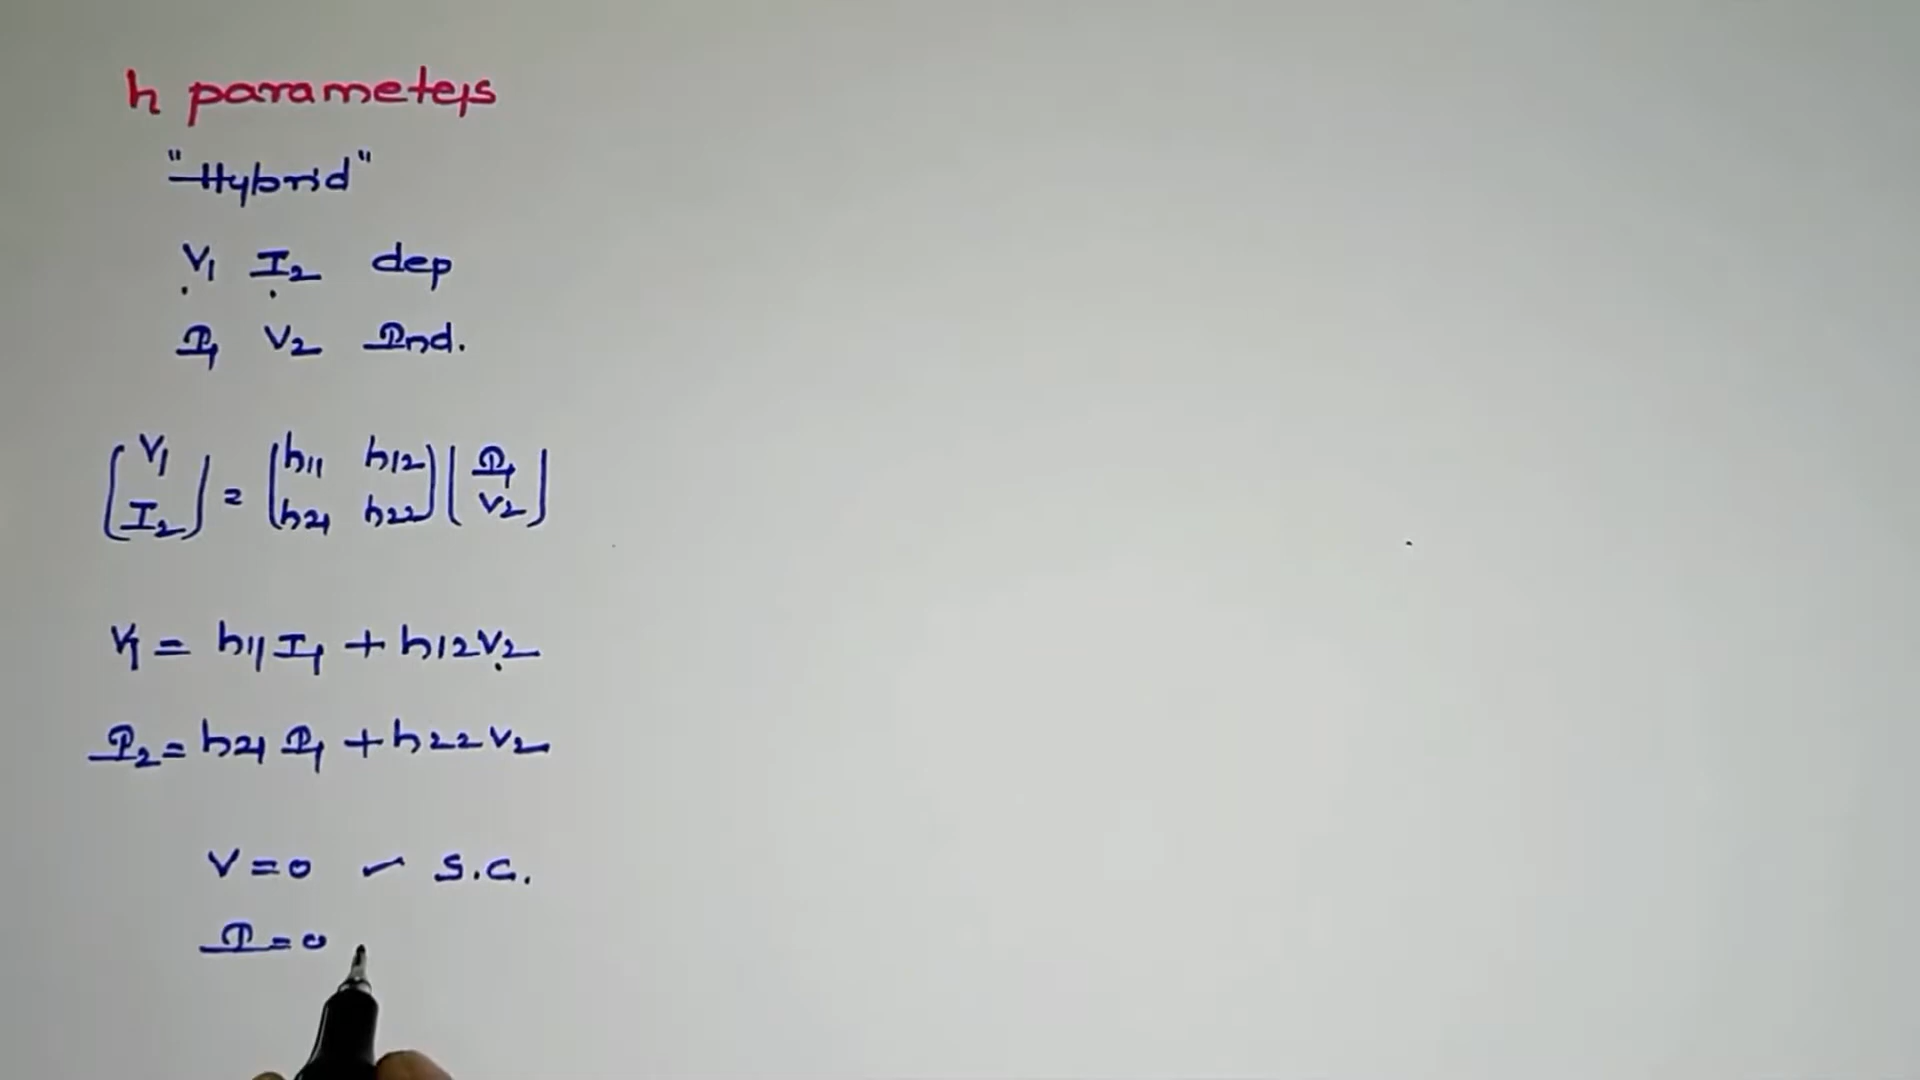 h parameters
"Hybrid"
V1 I2 dep
I1 V2 Ind.
[V1 I2] = [h11 h12 h21 h22] [I1 V2]
V1 = h11 I1 + h12 V2
I2 = h21 I1 + h22 V2
V = 0 – S.C.
I = 0